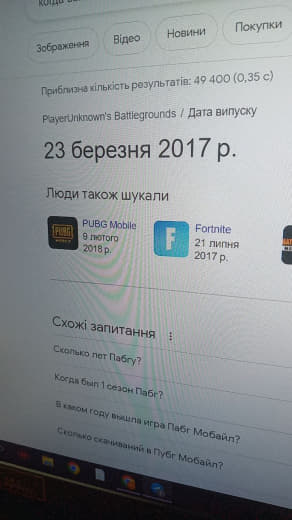 Зображення
Відео
Новини
Покупки
Приблизна кількість результатів: 49 400 (0,35 с)
PlayerUnknown's Battlegrounds / Дата випуску
23 березня 2017 р.
Люди також шукали
PUBG
PUBG Mobile
9 лютого
2018 р.
F
Fortnite
21 липня
2017 р.
Схожі запитання
Сколько лет Пабгу?
Когда был 1 сезон Пабг?
В каком году вышла игра Пабг Мобайл?
Сколько скачиваний в Пубг Мобайл?